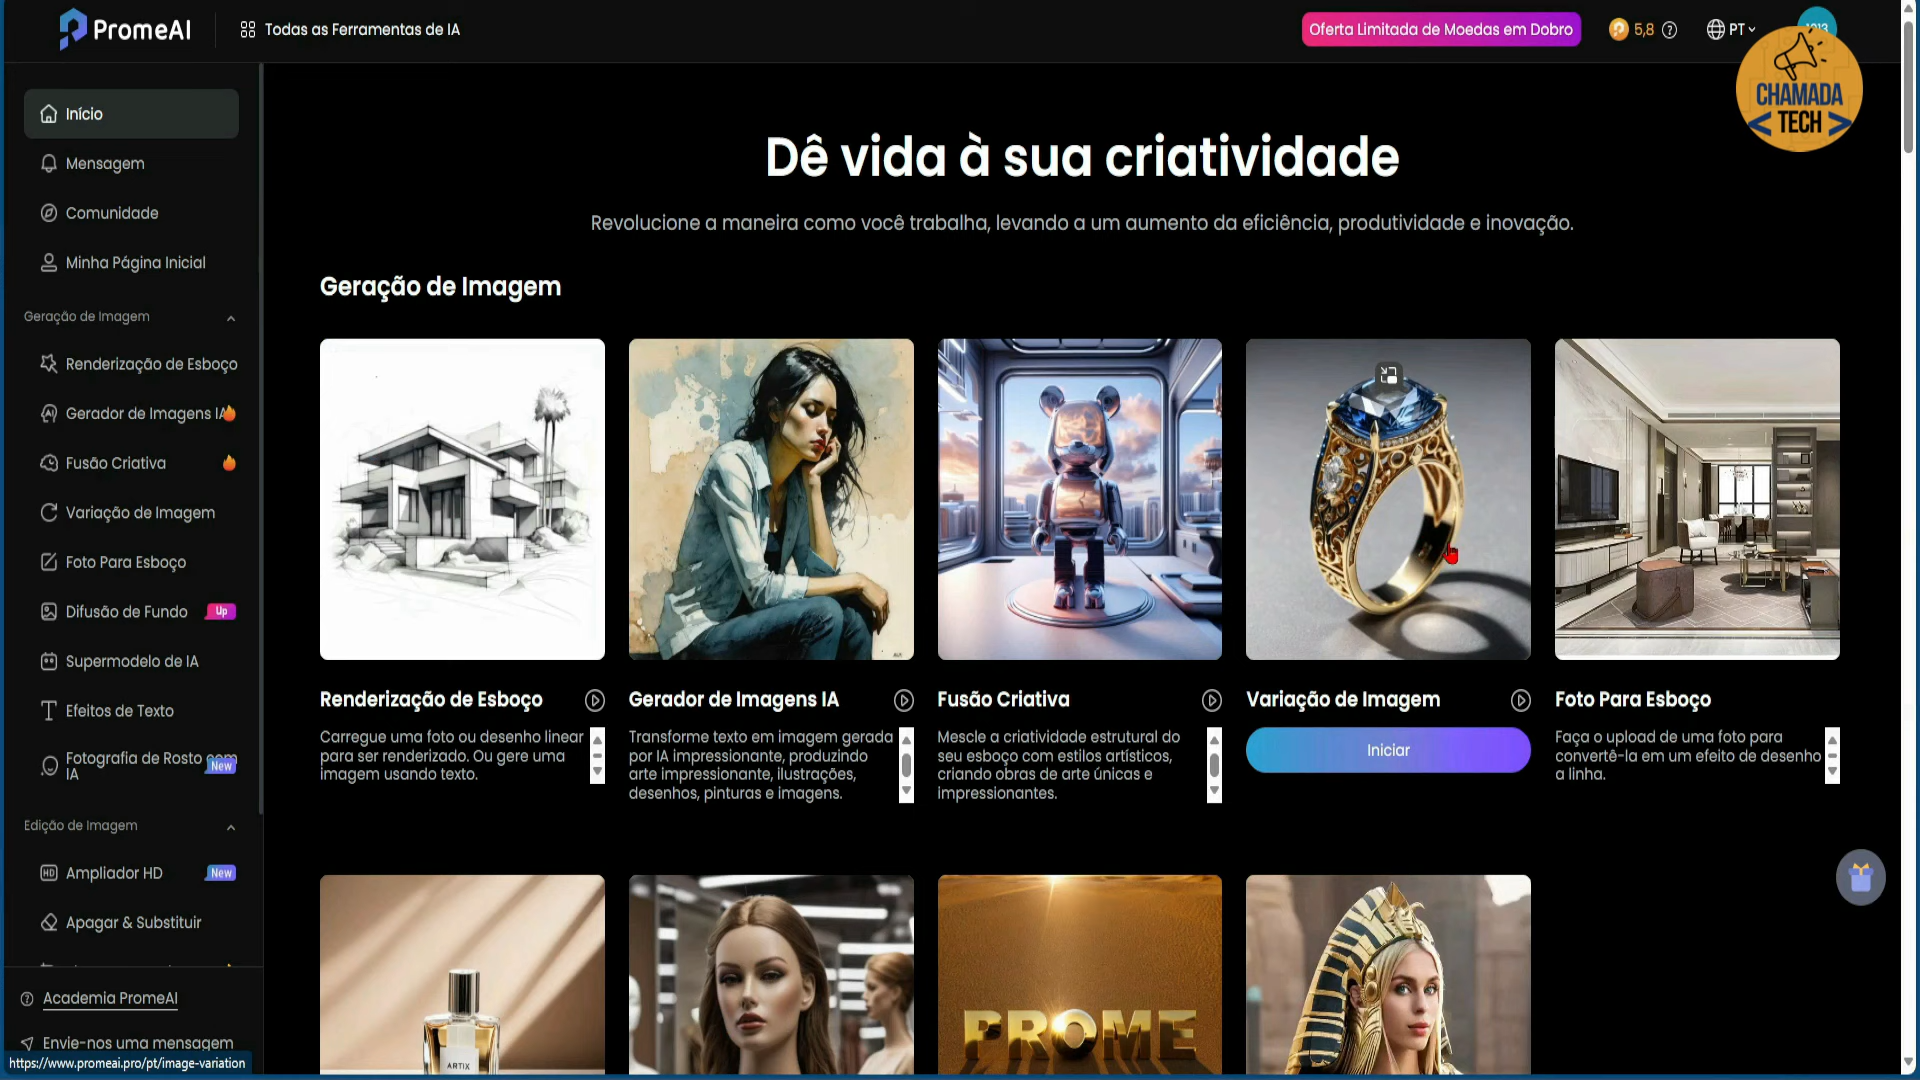 PromeAI
Todas as Ferramentas de IA
Oferta Limitada de Moedas em Dobro
5,8
PT
CHAMADA
< TECH >
Início
Mensagem
Comunidade
Minha Página Inicial
Geração de Imagem
Renderização de Esboço
Gerador de Imagens IA
Fusão Criativa
Variação de Imagem
Foto Para Esboço
Difusão de Fundo
Up
Supermodelo de IA
Efeitos de Texto
Fotografia de Rosto com
IA
New
Edição de Imagem
Ampliador HD
New
Apagar & Substituir
Academia PromeAI
Envie-nos uma mensagem
https://www.promeai.pro/pt/image-variation
Dê vida à sua criatividade
Revolucione a maneira como você trabalha, levando a um aumento da eficiência, produtividade e inovação.
Geração de Imagem
Renderização de Esboço
Carregue uma foto ou desenho linear
para ser renderizado. Ou gere uma
imagem usando texto.
Gerador de Imagens IA
Transforme texto em imagem gerada
por IA impressionante, produzindo
arte impressionante, ilustrações,
desenhos, pinturas e imagens.
Fusão Criativa
Mescle a criatividade estrutural do
seu esboço com estilos artísticos,
criando obras de arte únicas e
impressionantes.
Variação de Imagem
Iniciar
Foto Para Esboço
Faça o upload de uma foto para
convertê-la em um efeito de desenho
a linha.
ARTIX
PROME